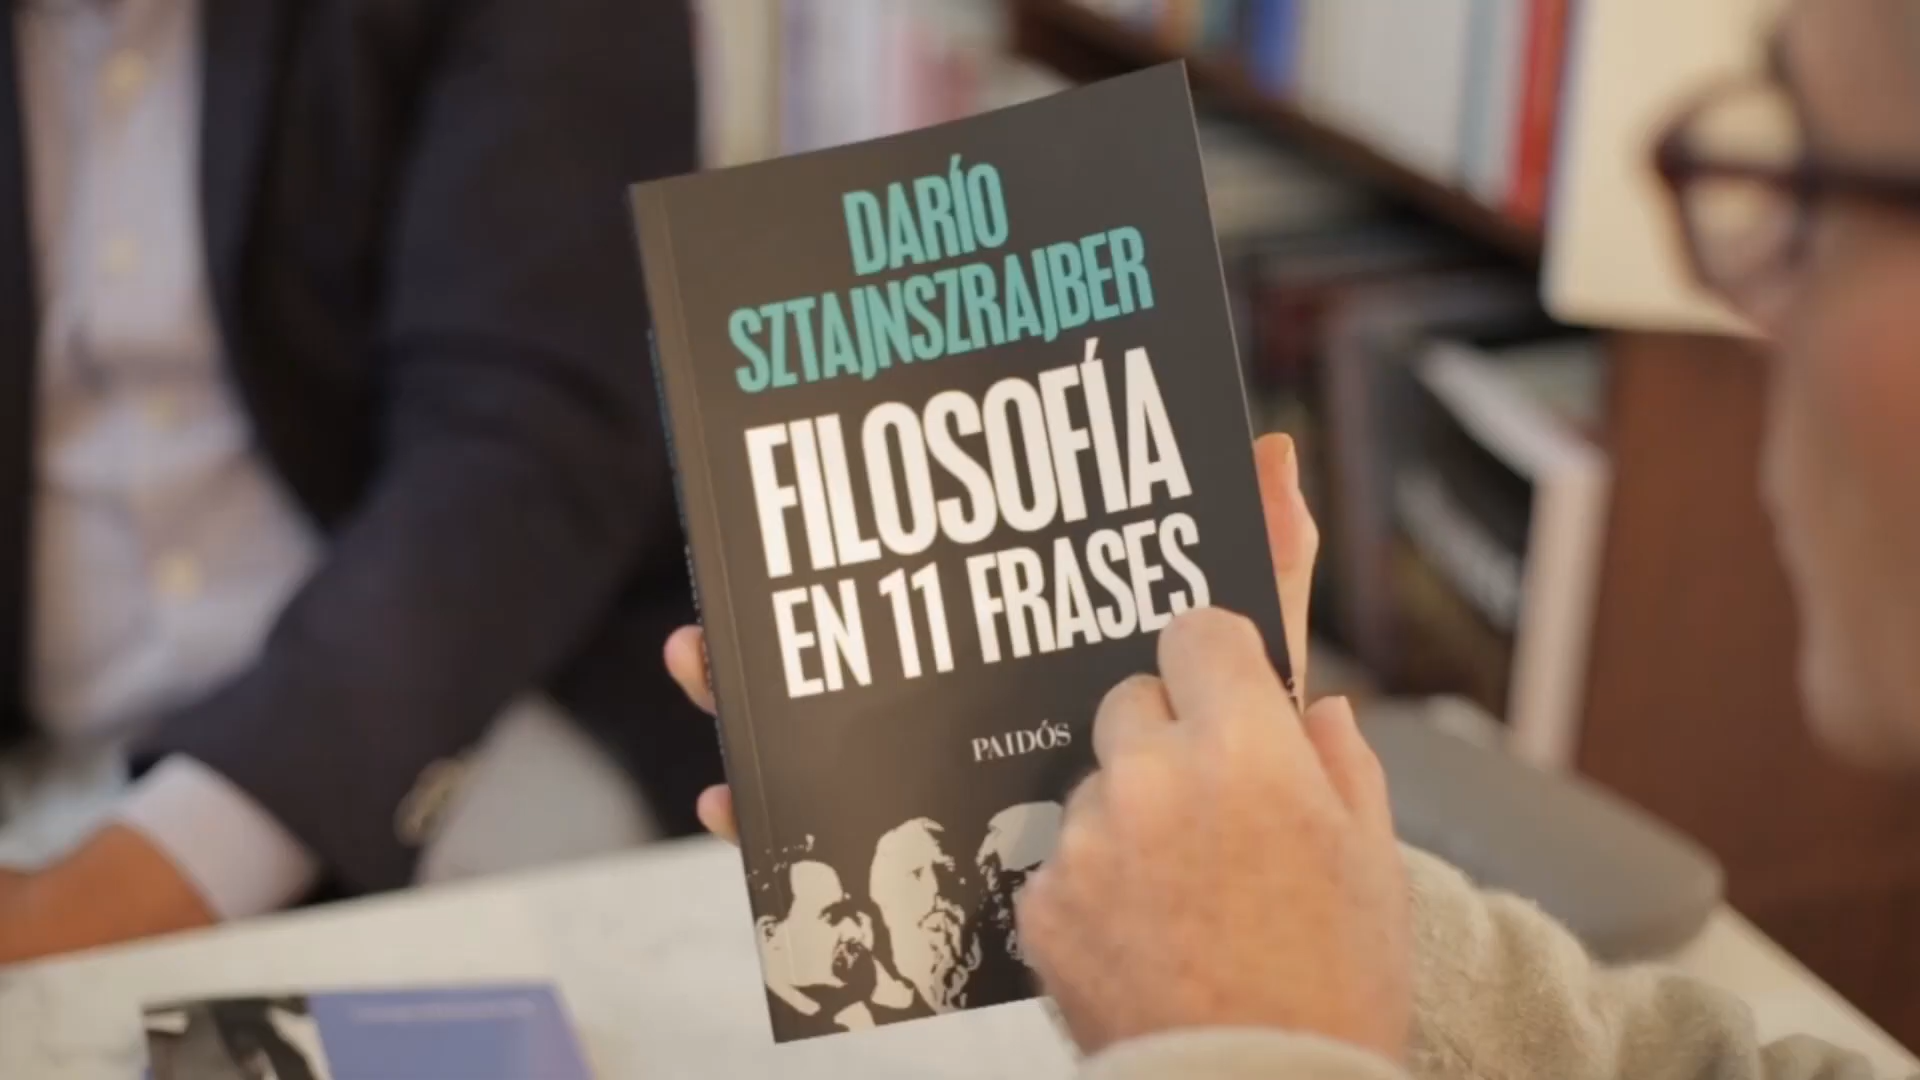 DARÍO
SZTAJNSZRAJBER
FILOSOFÍA
EN 11 FRASES
PAIDÓS